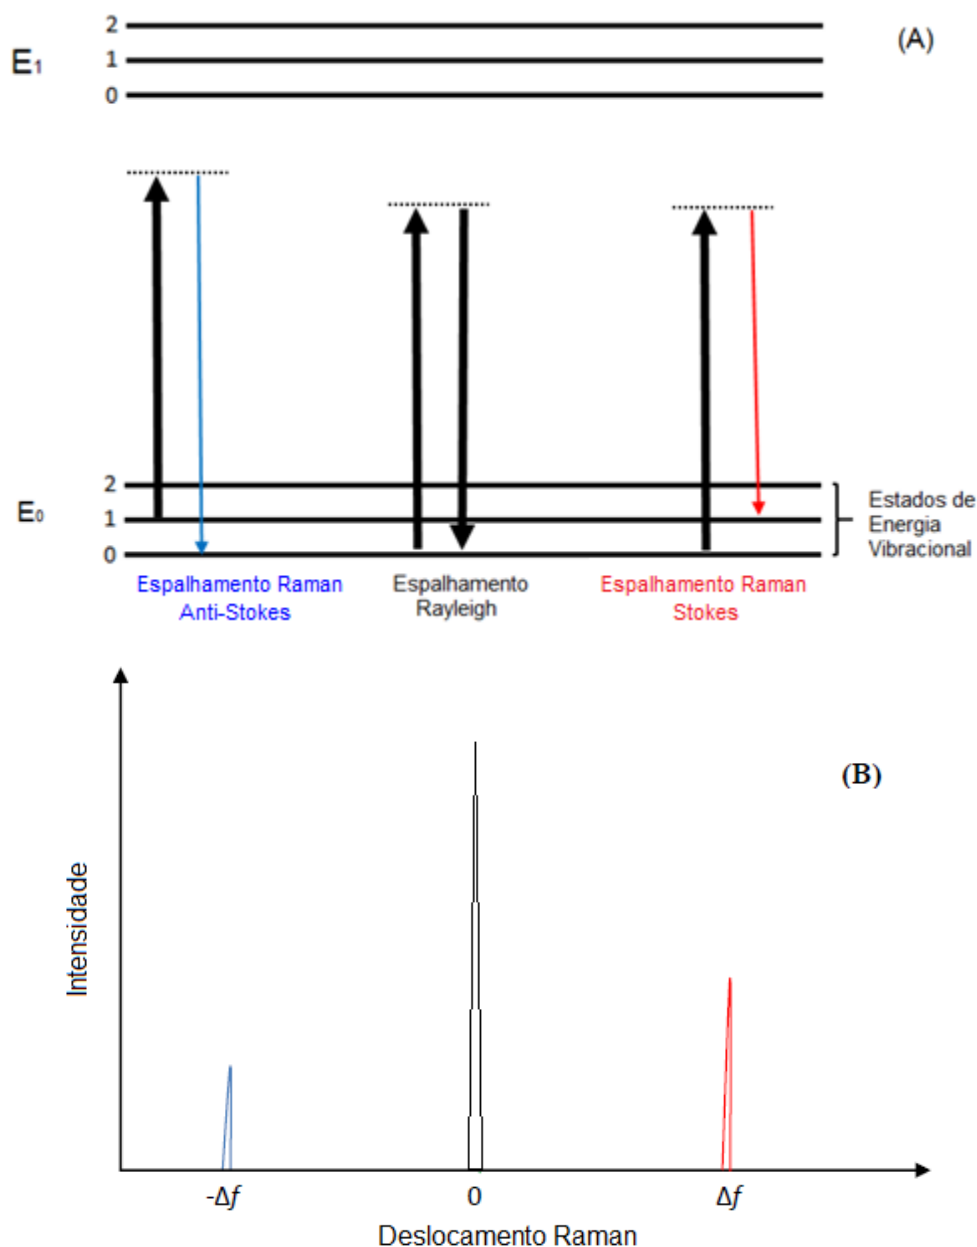 2
(A)
E1
1
0
2
E0
1
0
Estados de
Energia
Vibracional
Espalhamento Raman
Anti-Stokes
Espalhamento
Rayleigh
Espalhamento Raman
Stokes
(B)
Intensidade
-Δf
0
Δf
Deslocamento Raman